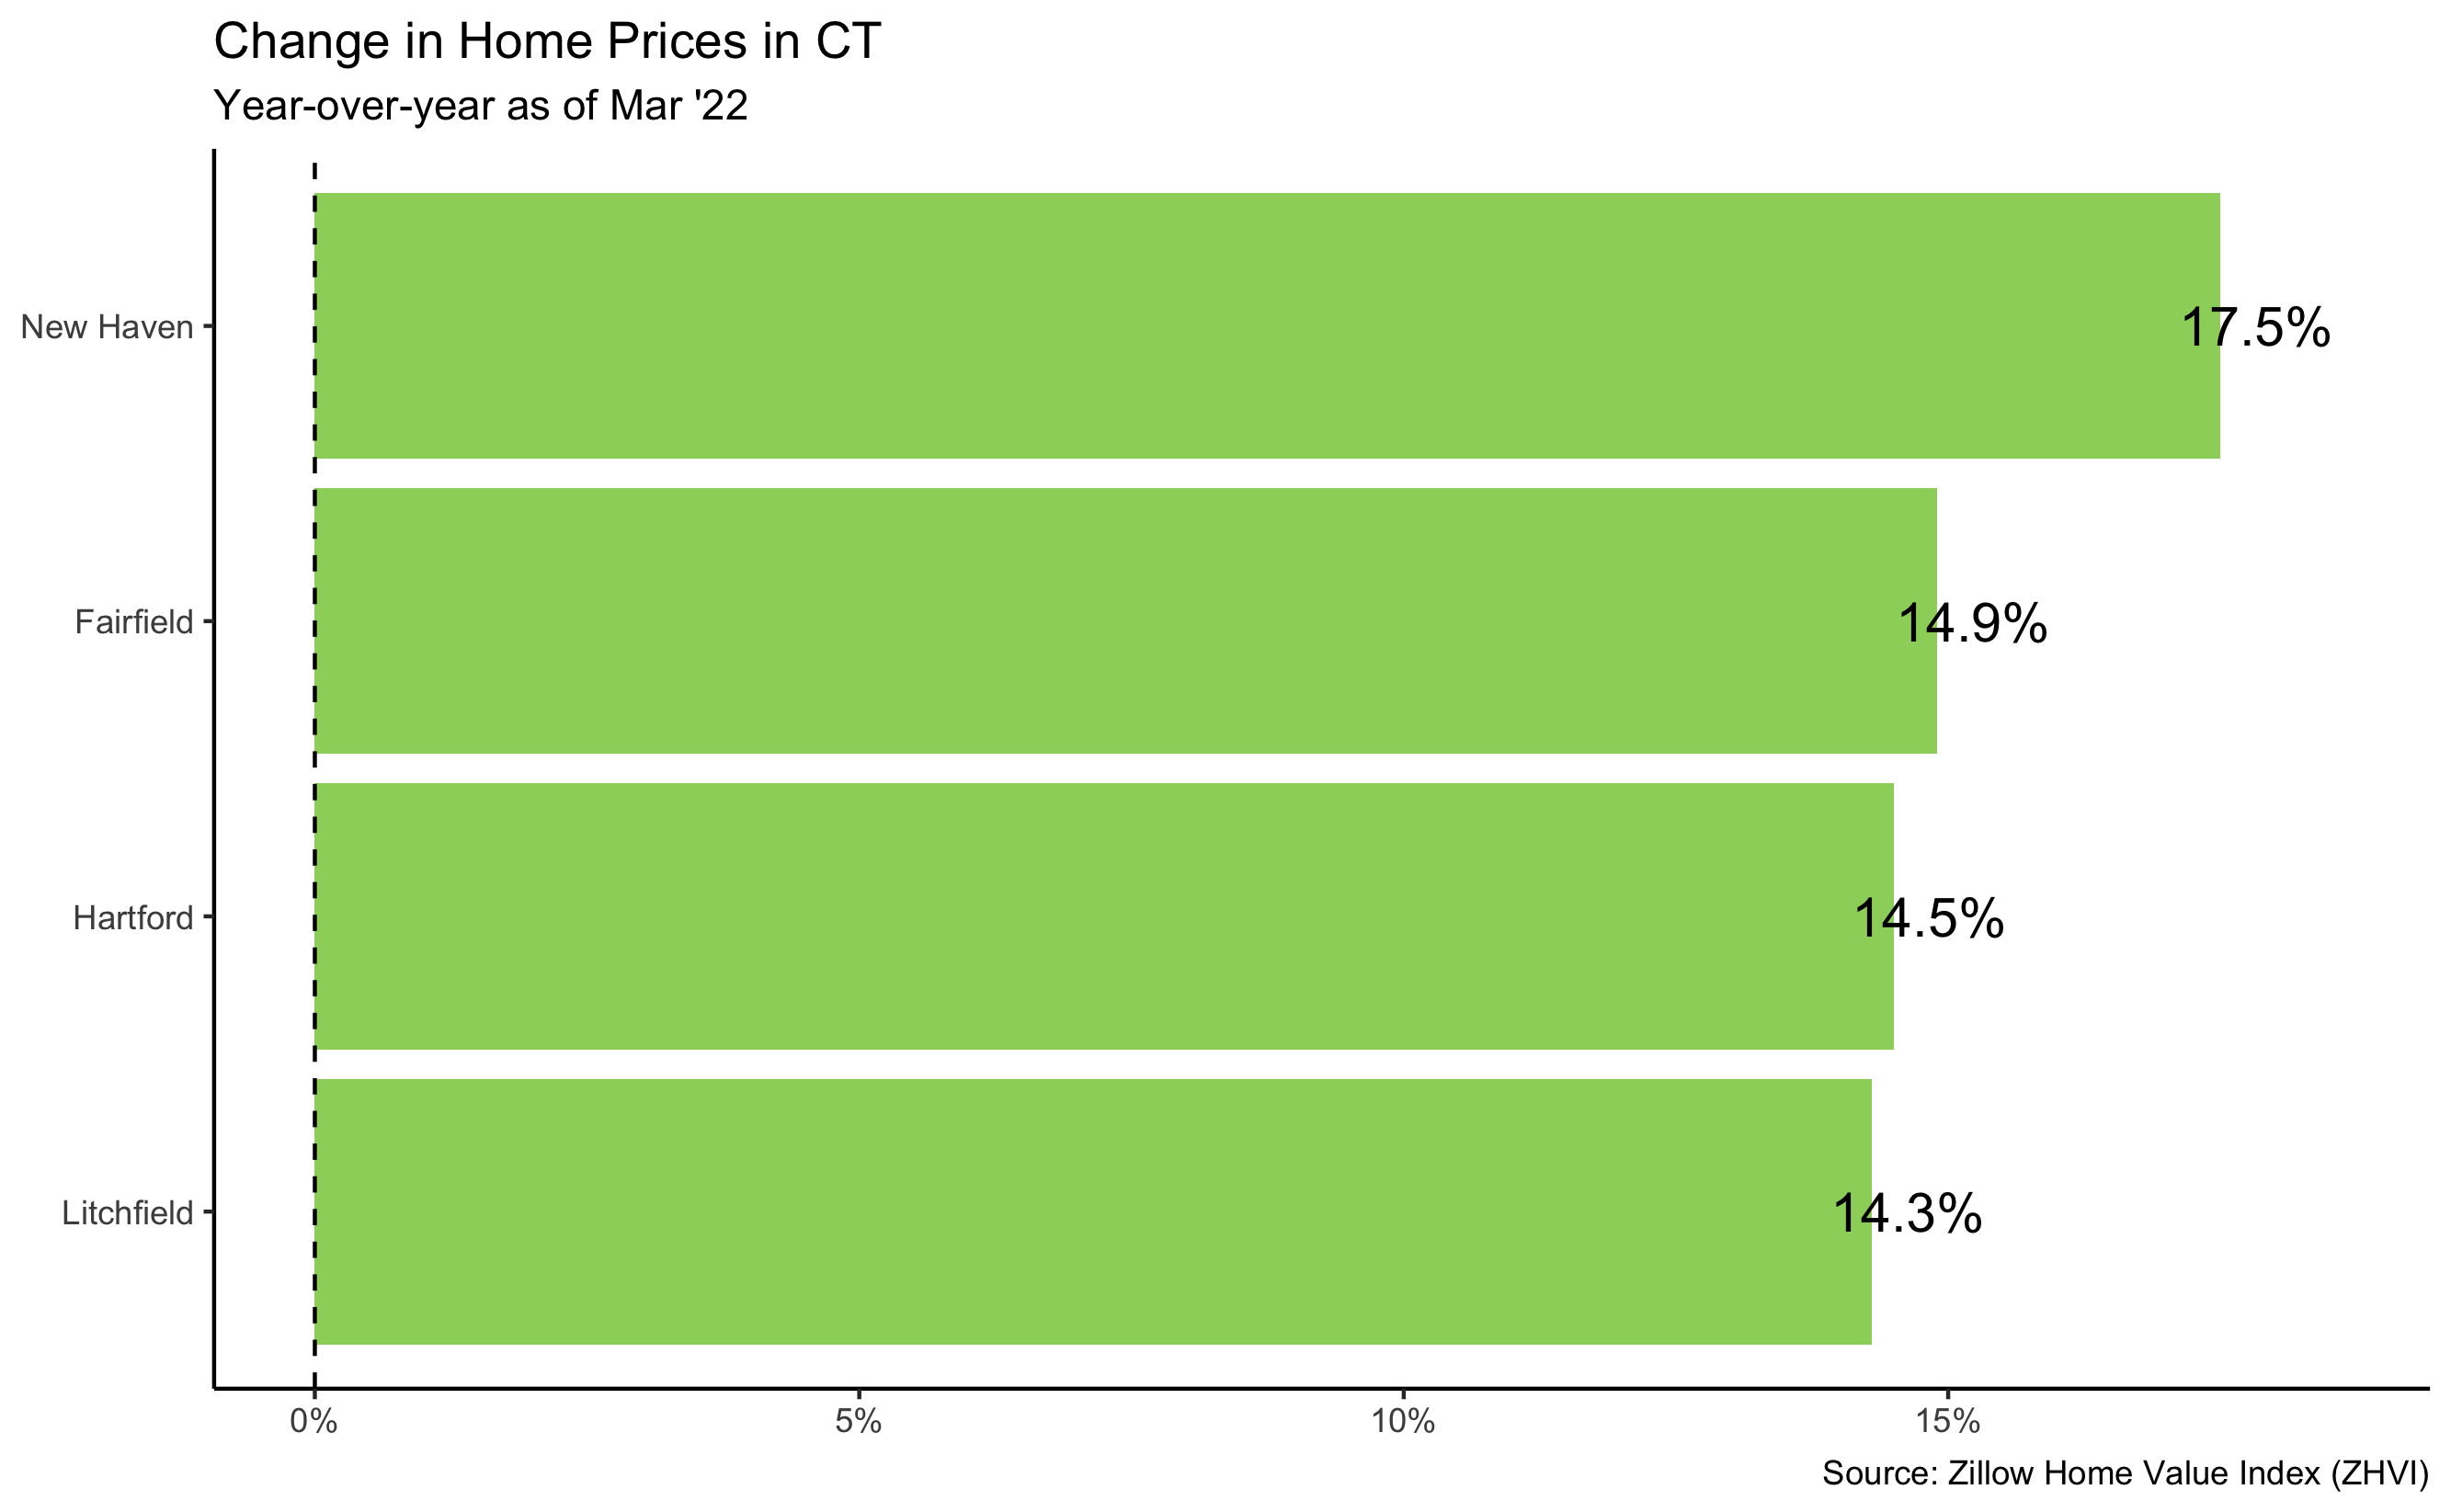 Change in Home Prices in CT
Year-over-year as of Mar '22
New Haven
17.5%
Fairfield
14.9%
Hartford
14.5%
Litchfield
14.3%
0%
5%
10%
15%
Source: Zillow Home Value Index (ZHVI)